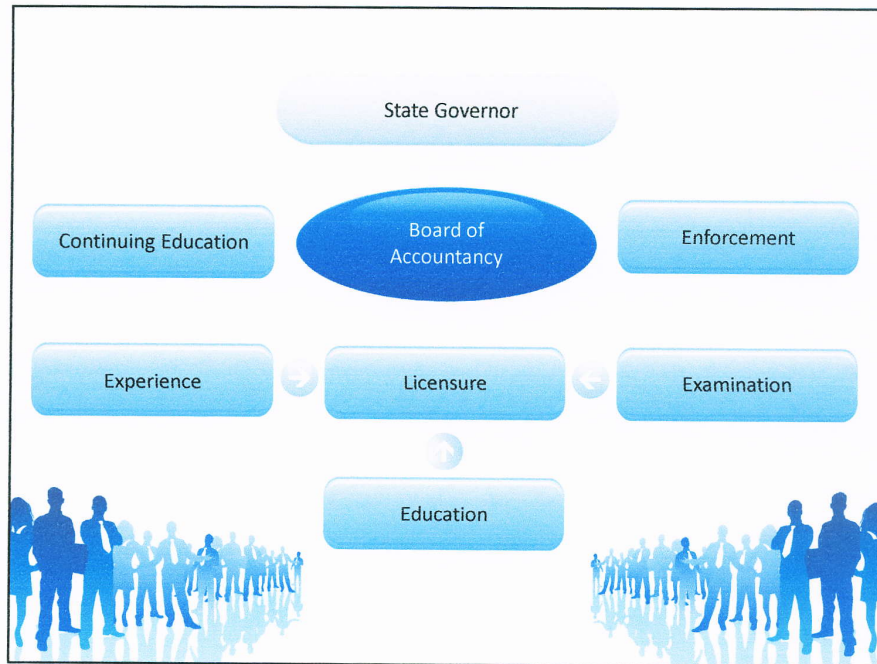 State Governor
Continuing Education
Board of
Accountancy
Enforcement
Experience
Licensure
Examination
Education